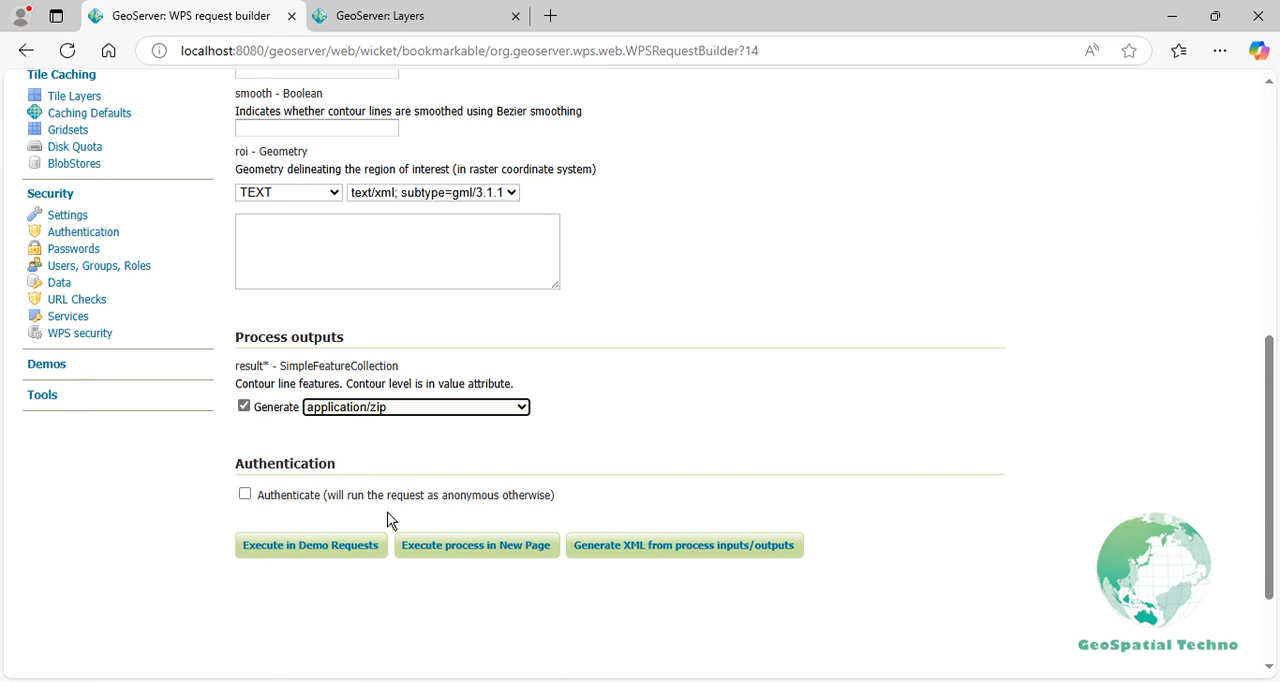 GeoServer: WPS request builder
GeoServer: Layers
localhost:8080/geoserver/web/wicket/bookmarkable/org.geoserver.wps.web.WPSRequestBuilder?14
Tile Caching
Tile Layers
Caching Defaults
Gridsets
Disk Quota
BlobStores
Security
Settings
Authentication
Passwords
Users, Groups, Roles
Data
URL Checks
Services
WPS security
Demos
Tools
smooth - Boolean
Indicates whether contour lines are smoothed using Bezier smoothing
roi - Geometry
Geometry delineating the region of interest (in raster coordinate system)
TEXT
text/xml; subtype=gml/3.1.1
Process outputs
result* - SimpleFeatureCollection
Contour line features. Contour level is in value attribute.
Generate application/zip
Authentication
Authenticate (will run the request as anonymous otherwise)
Execute in Demo Requests
Execute process in New Page
Generate XML from process inputs/outputs
GeoSpatial Techno